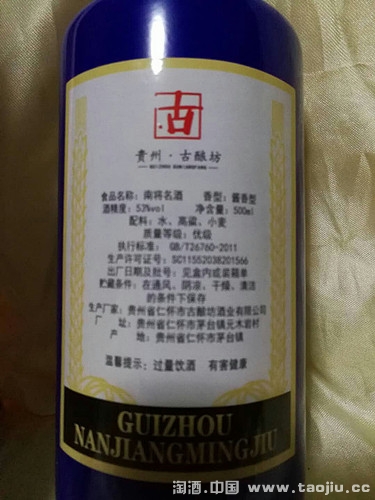 古
贵州·古酿坊
食品名称：南将名酒 香型：酱香型
酒精度：53%vol 净含量：500ml
配料：水、高粱、小麦
质量等级：优级
执行标准：GB/T26760-2011
生产许可证号：SC11552038201566
出厂日期及批号：见盒内或装箱单
贮藏条件：在通风、阴凉、干燥、清洁
的条件下保存
生产厂家：贵州省仁怀市古酿坊酒业有限公司
厂 址：贵州省仁怀市茅台镇元木岩村
产 地：贵州省仁怀市茅台镇
温馨提示：过量饮酒 有害健康
GUIZHOU
NANJIANGMINGJIU
淘酒.中国 www.taojiu.cc